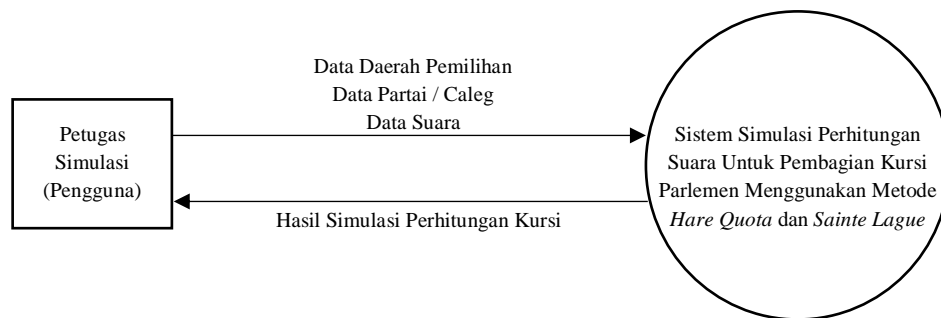 Data Daerah Pemilihan
Data Partai / Caleg
Data Suara
Petugas
Simulasi
(Pengguna)
Sistem Simulasi Perhitungan
Suara Untuk Pembagian Kursi
Parlemen Menggunakan Metode
Hare Quota dan Sainte Lague
Hasil Simulasi Perhitungan Kursi